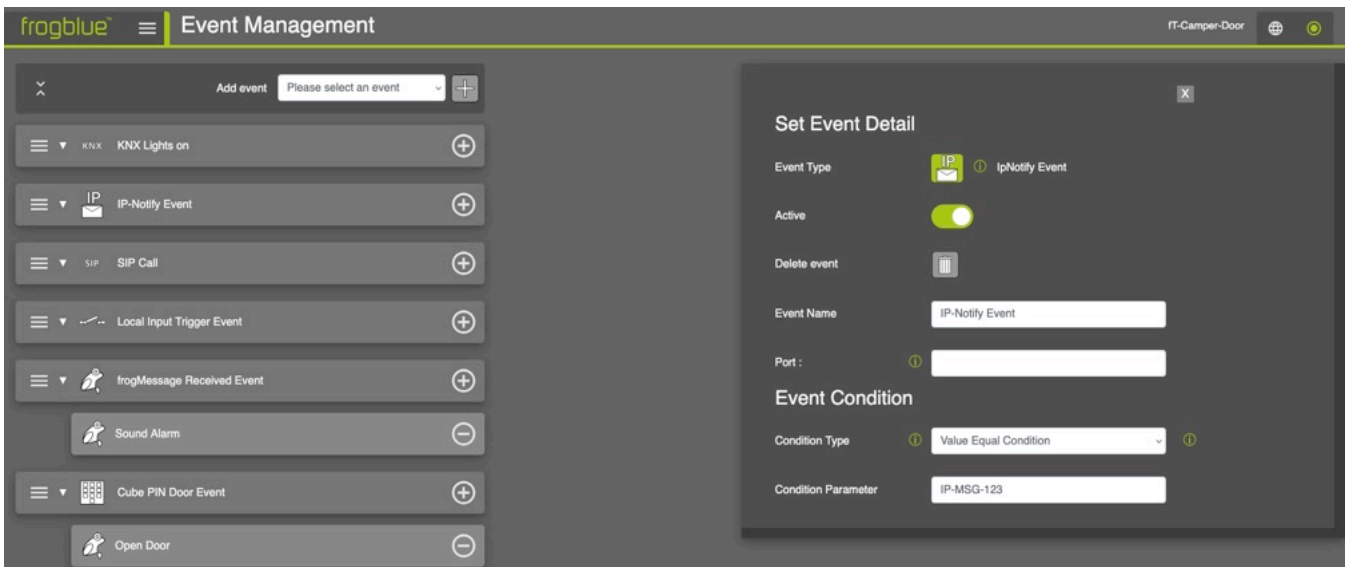 frogblue™ Event Management fT-Camper-Door
Add event Please select an event
KNX KNX Lights on
IP IP-Notify Event
SIP SIP Call
Local Input Trigger Event
frogMessage Received Event
Sound Alarm
Cube PIN Door Event
Open Door
X
Set Event Detail
Event Type IP IpNotify Event
Active
Delete event
Event Name IP-Notify Event
Port :
Event Condition
Condition Type Value Equal Condition
Condition Parameter IP-MSG-123